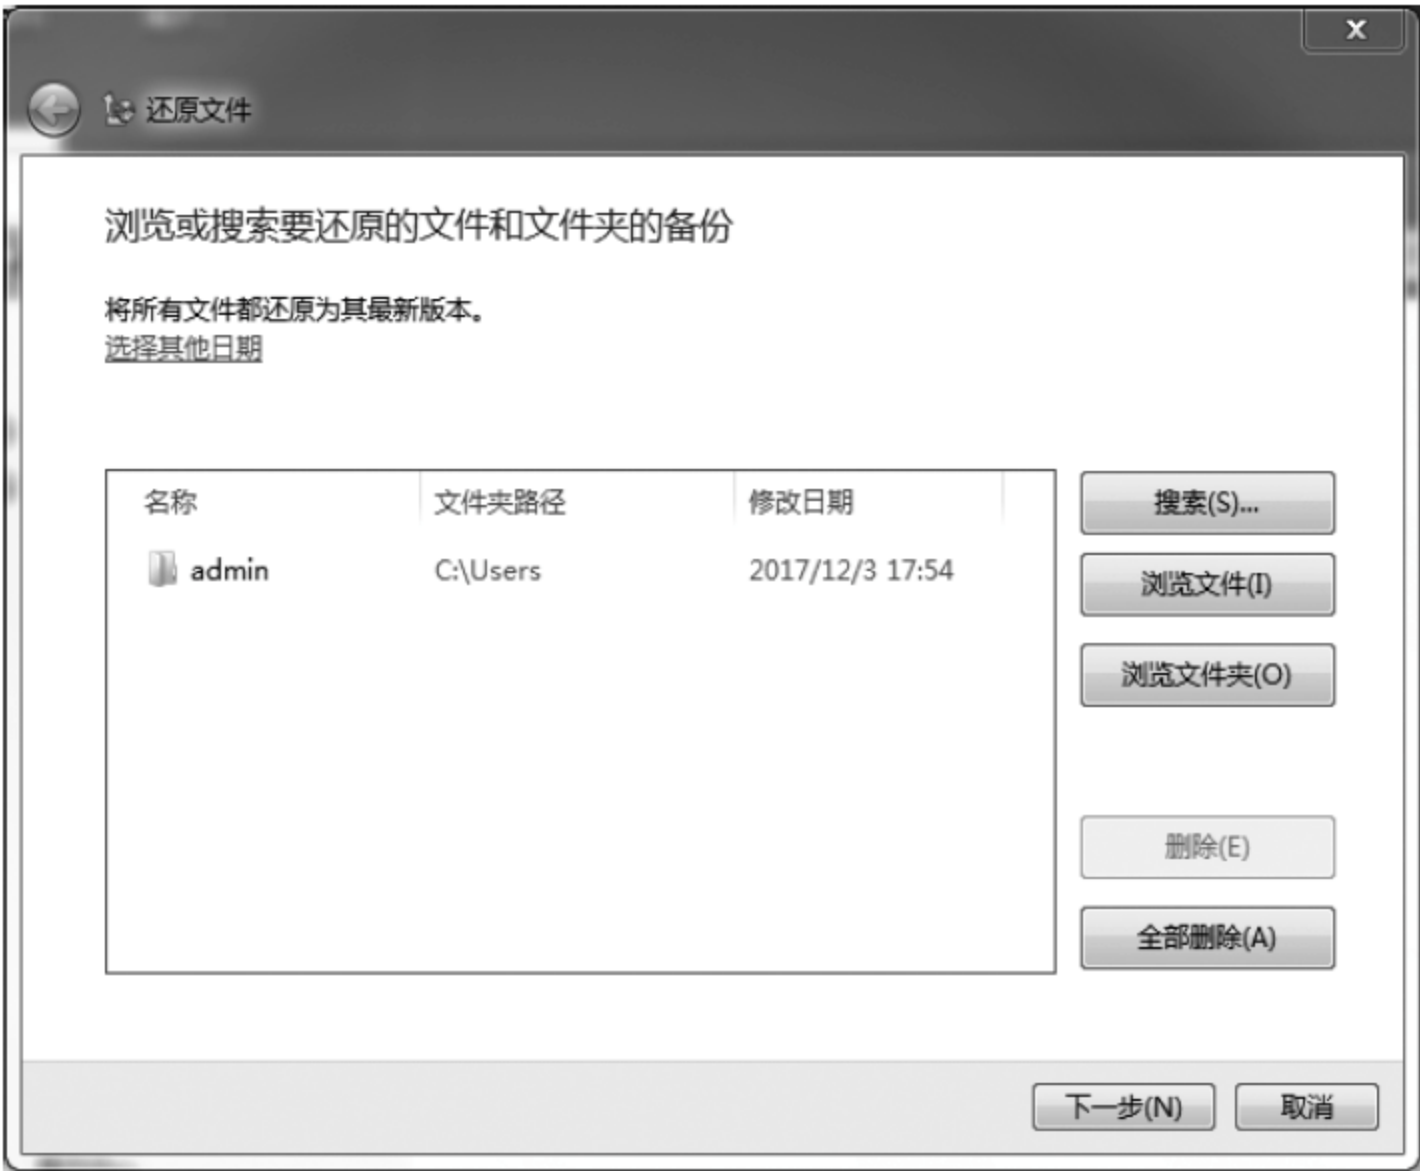 X
还原文件
浏览或搜索要还原的文件和文件夹的备份
将所有文件都还原为其最新版本。
选择其他日期
名称 文件夹路径 修改日期
admin C:\Users 2017/12/3 17:54
搜索(S)...
浏览文件(I)
浏览文件夹(O)
删除(E)
全部删除(A)
下一步(N) 取消